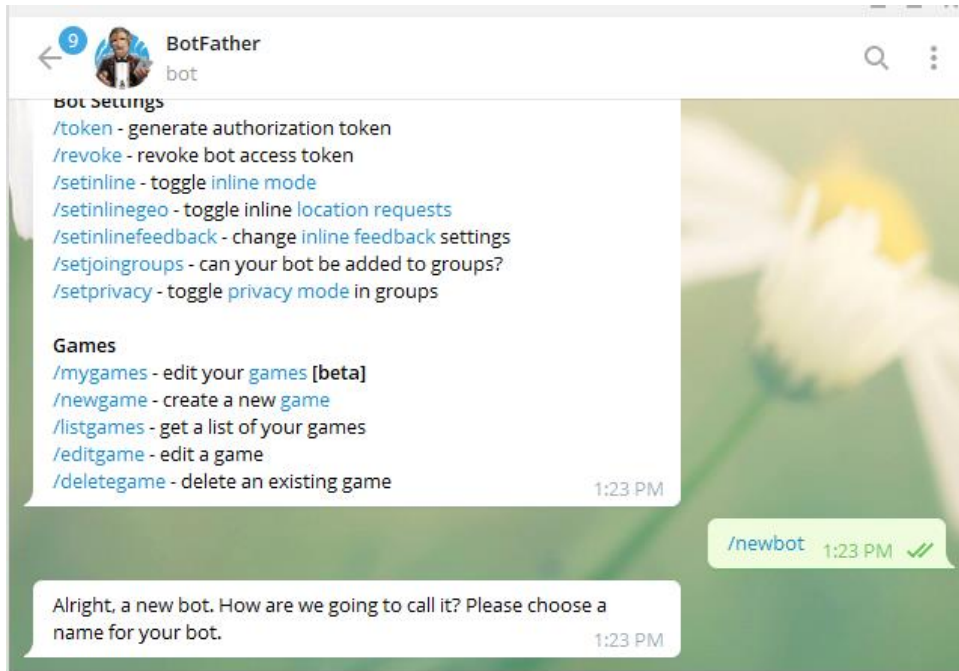 9
BotFather
bot
Bot Settings
/token - generate authorization token
/revoke - revoke bot access token
/setinline - toggle inline mode
/setinlinegeo - toggle inline location requests
/setinlinefeedback - change inline feedback settings
/setjoingroups - can your bot be added to groups?
/setprivacy - toggle privacy mode in groups
Games
/mygames - edit your games [beta]
/newgame - create a new game
/listgames - get a list of your games
/editgame - edit a game
/deletegame - delete an existing game
1:23 PM
/newbot 1:23 PM
Alright, a new bot. How are we going to call it? Please choose a
name for your bot.
1:23 PM